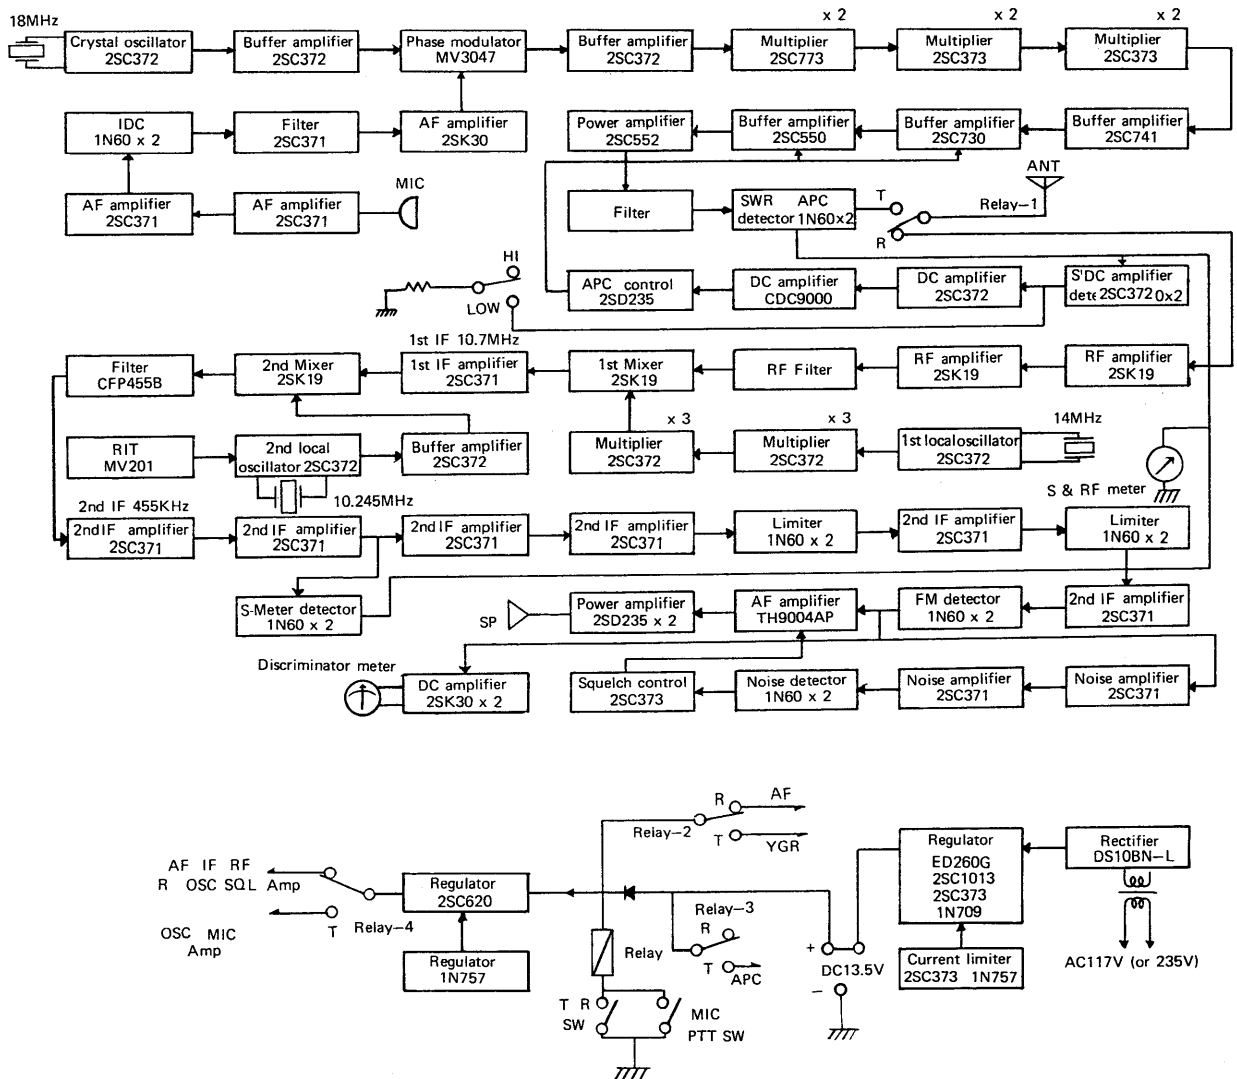 18MHz
x 2
x 2
x 2
Crystal oscillator
2SC372
Buffer amplifier
2SC372
Phase modulator
MV3047
Buffer amplifier
2SC372
Multiplier
2SC773
Multiplier
2SC373
Multiplier
2SC373
IDC
1N60 x 2
Filter
2SC371
AF amplifier
2SK30
Power amplifier
2SC552
Buffer amplifier
2SC550
Buffer amplifier
2SC730
Buffer amplifier
2SC741
AF amplifier
2SC371
AF amplifier
2SC371
MIC
Filter
SWR APC
detector 1N60x2
T
R
Relay-1
ANT
HI
LOW
APC control
2SD235
DC amplifier
CDC9000
DC amplifier
2SC372
S'DC amplifier
dete 2SC372 0x2
1st IF 10.7MHz
Filter
CFP455B
2nd Mixer
2SK19
1st IF amplifier
2SC371
1st Mixer
2SK19
RF Filter
RF amplifier
2SK19
RF amplifier
2SK19
x 3
x 3
14MHz
RIT
MV201
2nd local
oscillator 2SC372
Buffer amplifier
2SC372
Multiplier
2SC372
Multiplier
2SC372
1st local oscillator
2SC372
S & RF meter
10.245MHz
2nd IF 455KHz
2nd IF amplifier
2SC371
2nd IF amplifier
2SC371
2nd IF amplifier
2SC371
2nd IF amplifier
2SC371
Limiter
1N60 x 2
2nd IF amplifier
2SC371
Limiter
1N60 x 2
S-Meter detector
1N60 x 2
SP
Power amplifier
2SD235 x 2
AF amplifier
TH9004AP
FM detector
1N60 x 2
2nd IF amplifier
2SC371
Discriminator meter
DC amplifier
2SK30 x 2
Squelch control
2SC373
Noise detector
1N60 x 2
Noise amplifier
2SC371
Noise amplifier
2SC371
R
AF
Relay-2
T
YGR
Regulator
ED260G
2SC1013
2SC373
1N709
Rectifier
DS10BN-L
AF IF RF
R OSC SQL Amp
Regulator
2SC620
Relay-3
R
T
APC
T
Relay-4
OSC MIC
Amp
Regulator
1N757
Relay
+
DC13.5V
-
Current limiter
2SC373 1N757
AC117V (or 235V)
T R
SW
MIC
PTT SW